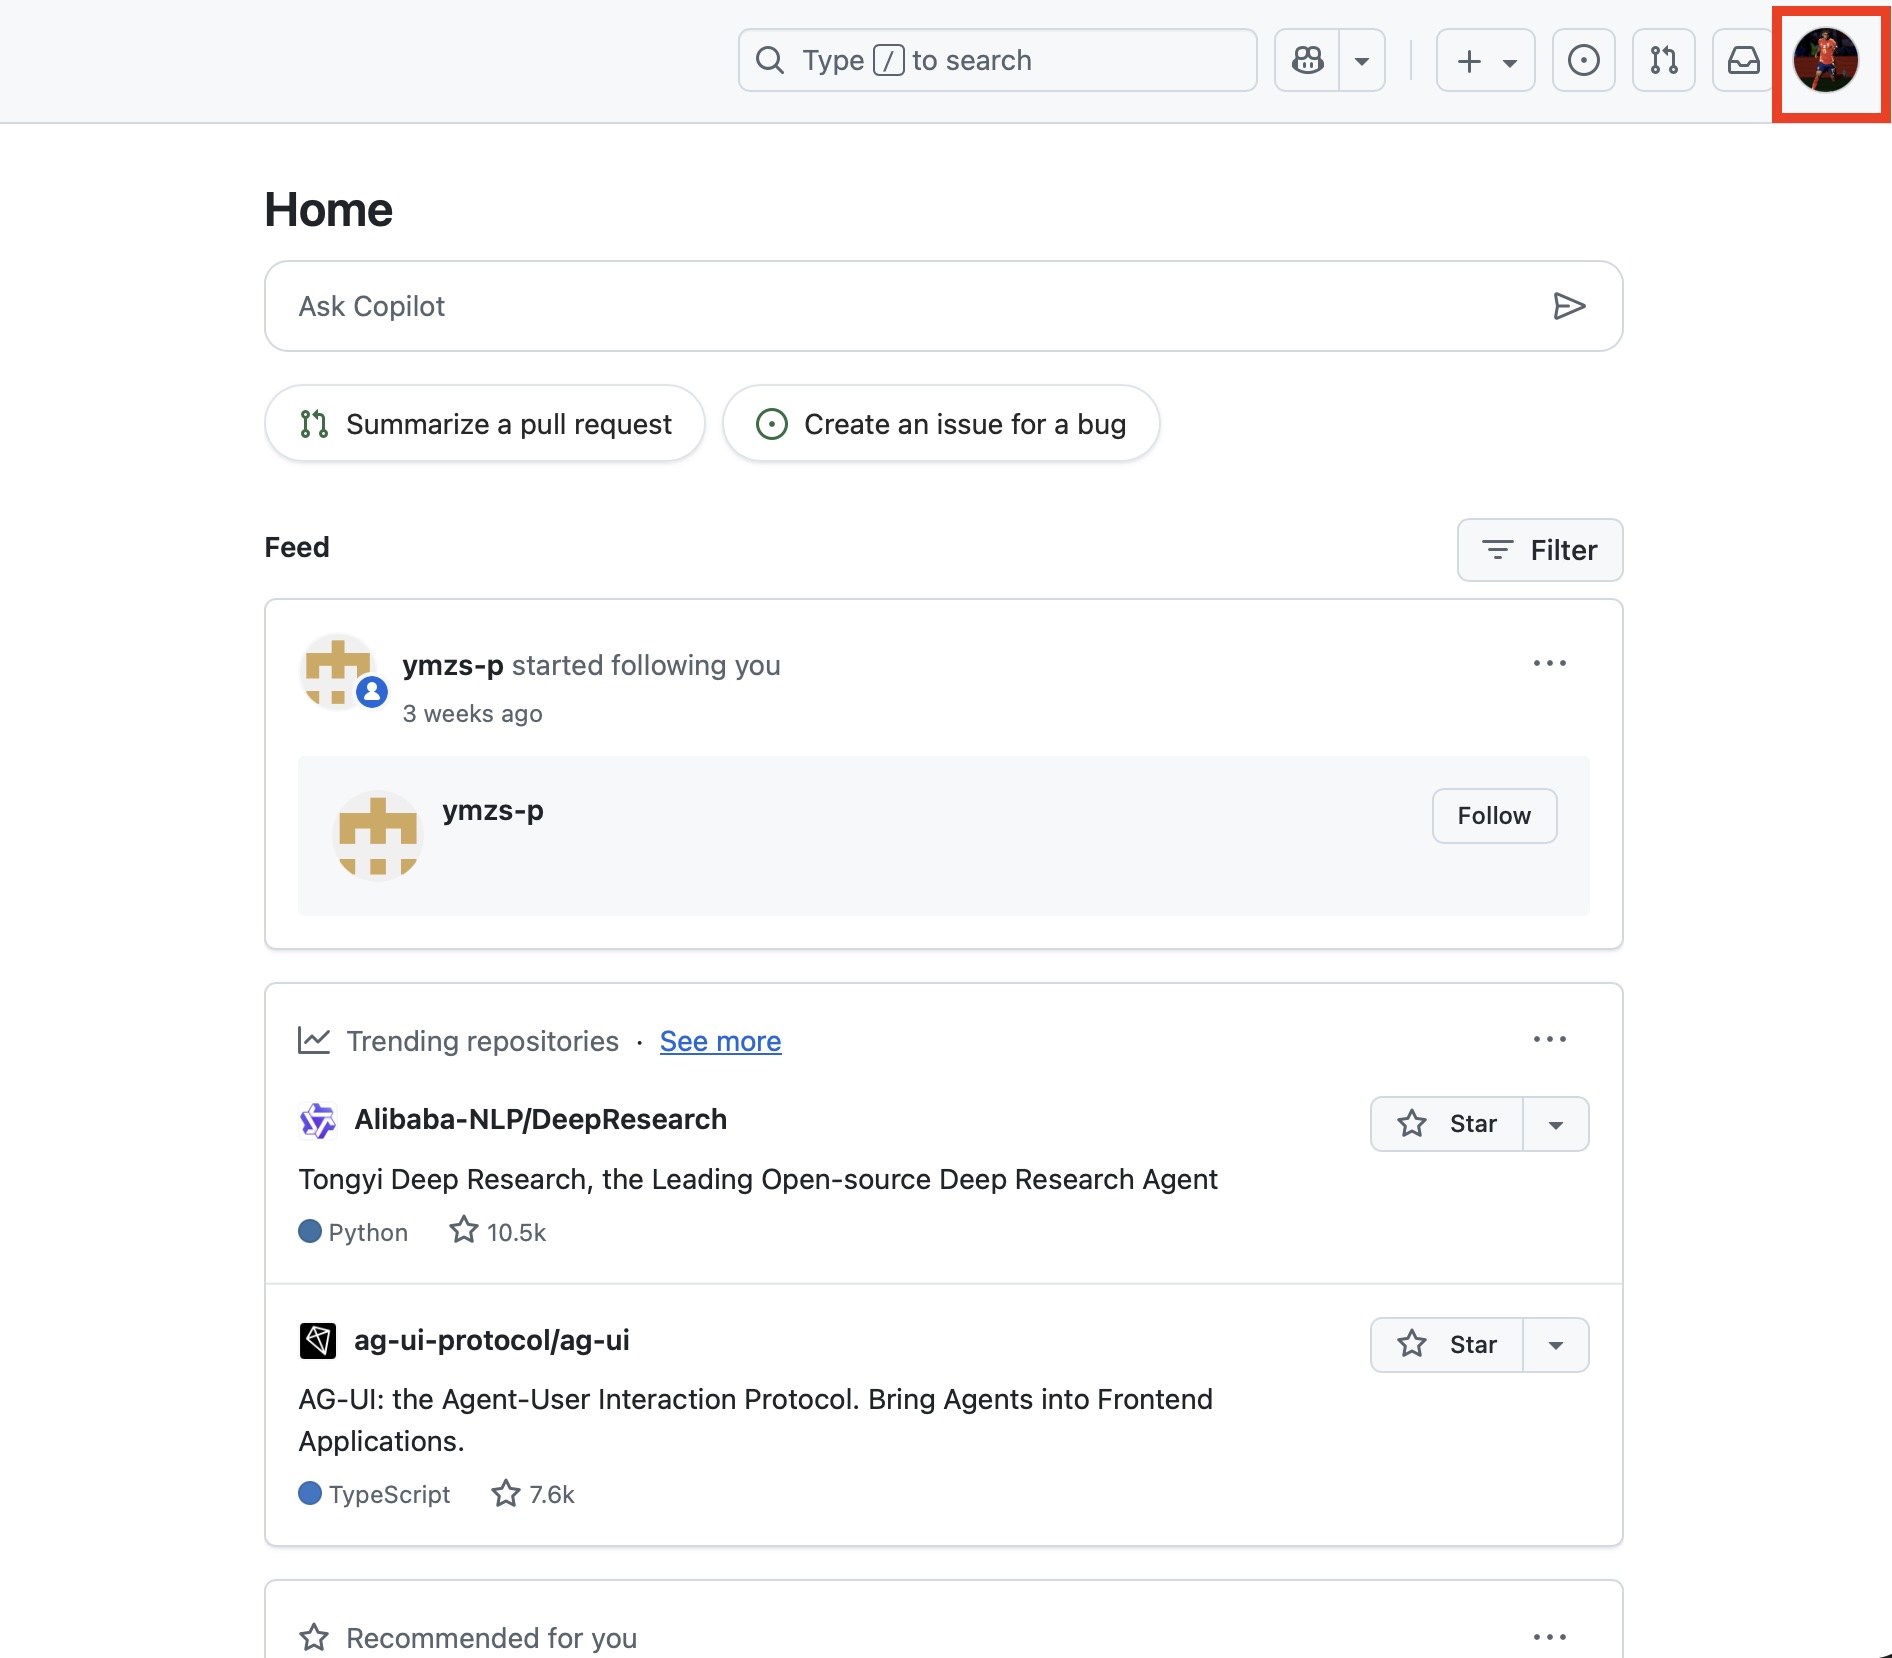 Type / to search
Home
Ask Copilot
Summarize a pull request
Create an issue for a bug
Feed
Filter
ymzs-p started following you
3 weeks ago
ymzs-p
Follow
Trending repositories · See more
Alibaba-NLP/DeepResearch
Star
Tongyi Deep Research, the Leading Open-source Deep Research Agent
Python 10.5k
ag-ui-protocol/ag-ui
Star
AG-UI: the Agent-User Interaction Protocol. Bring Agents into Frontend
Applications.
TypeScript 7.6k
Recommended for you